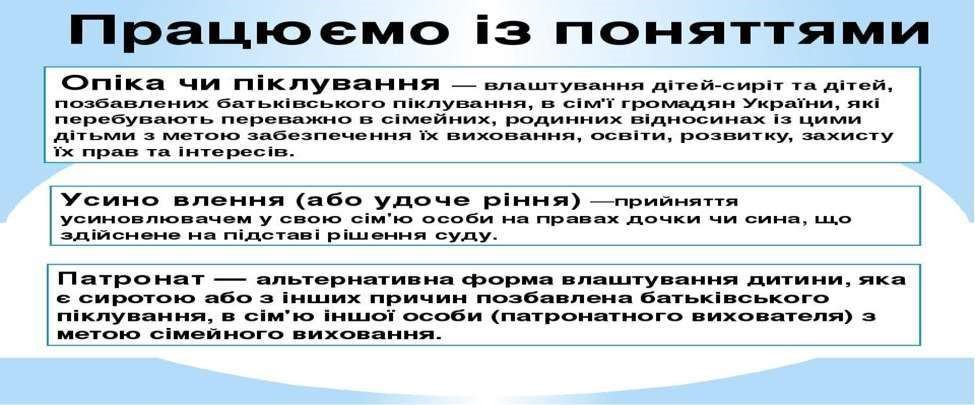 Працюємо із поняттями
Опіка чи піклування — влаштування дітей-сиріт та дітей,
позбавлених батьківського піклування, в сім'ї громадян України, які
перебувають переважно в сімейних, родинних відносинах із цими
дітьми з метою забезпечення їх виховання, освіти, розвитку, захисту
їх прав та інтересів.
Усино влення (або удоче ріння) —прийняття
усиновлювачем у свою сім'ю особи на правах дочки чи сина, що
здійснене на підставі рішення суду.
Патронат — альтернативна форма влаштування дитини, яка
є сиротою або з інших причин позбавлена батьківського
піклування, в сім'ю іншої особи (патронатного вихователя) з
метою сімейного виховання.